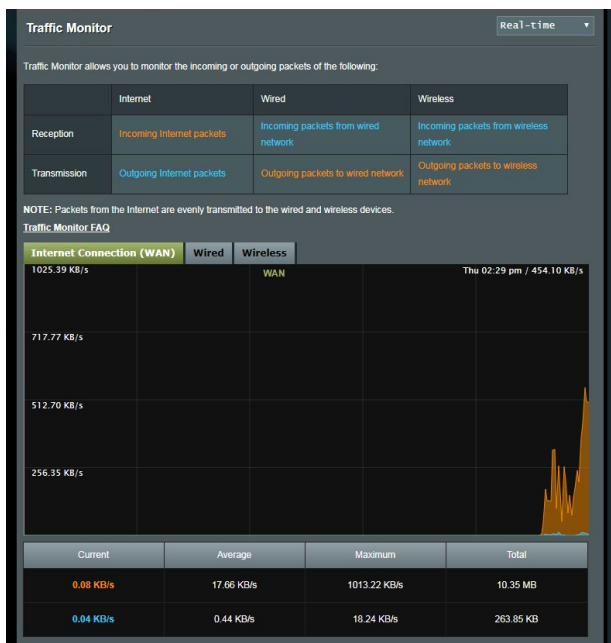 Traffic Monitor
Real-time
Traffic Monitor allows you to monitor the incoming or outgoing packets of the following:
Internet Wired Wireless
Reception Incoming Internet packets Incoming packets from wired network Incoming packets from wireless network
Transmission Outgoing Internet packets Outgoing packets to wired network Outgoing packets to wireless network
NOTE: Packets from the Internet are evenly transmitted to the wired and wireless devices.
Traffic Monitor FAQ
Internet Connection (WAN) Wired Wireless
1025.39 KB/s WAN Thu 02:29 pm / 454.10 KB/s
717.77 KB/s
512.70 KB/s
256.35 KB/s
Current Average Maximum Total
0.08 KB/s 17.66 KB/s 1013.22 KB/s 10.35 MB
0.04 KB/s 0.44 KB/s 18.24 KB/s 263.85 KB